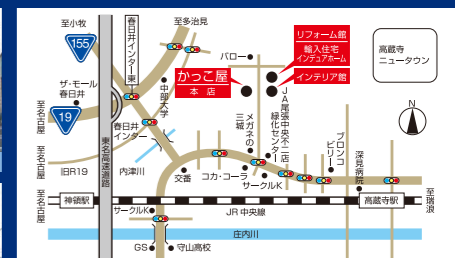 至小牧
155
春日井インター東
至多治見
リフォーム館
輸入住宅
インテュアホーム
インテリア館
高蔵寺
ニュータウン
バロー
かっこ屋
本店
ザ・モール
春日井
中部大学
至名古屋
19
春日井
インター
メガネの
三城
JA尾張中央不二店
緑化センター
N
至名古屋
旧R19
東名高速道路
内津川
交番
コカ・コーラ
サークルK
ブロンコ
ビリー
深見病院
至名古屋
神領駅
サークルK
JR中央線
高蔵寺駅
至瑞浪
庄内川
GS
守山高校